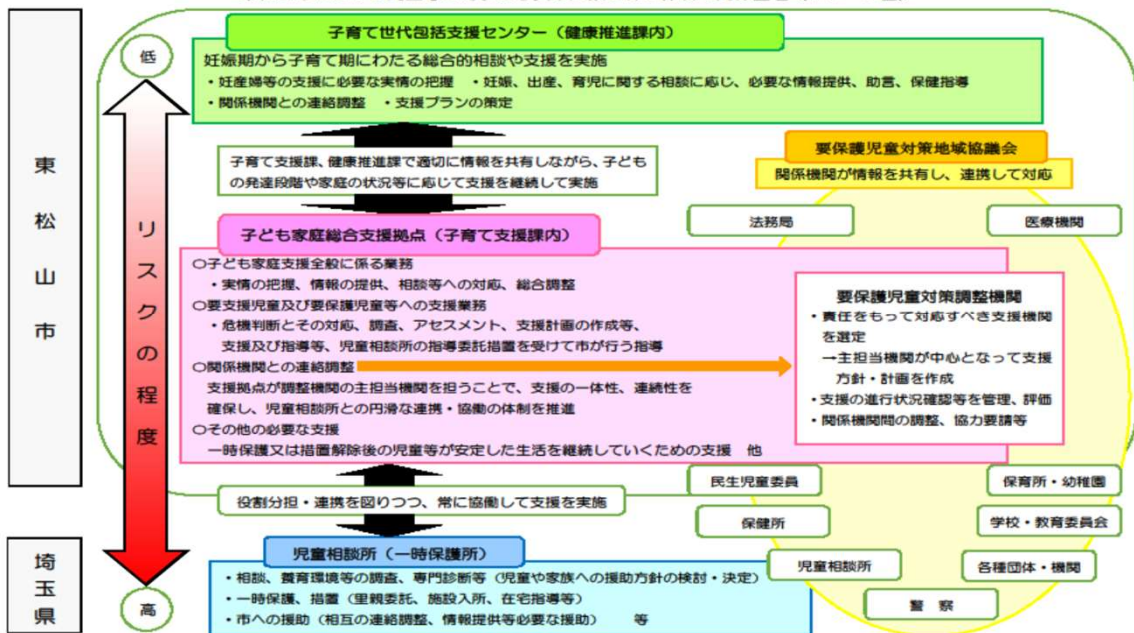 子育て世代包括支援センター（健康推進課内）
妊娠期から子育て期にわたる総合的相談や支援を実施
・妊産婦等の支援に必要な実情の把握　・妊娠、出産、育児に関する相談に応じ、必要な情報提供、助言、保健指導
・関係機関との連絡調整　・支援プランの策定
低
東松山市
リスクの程度
子育て支援課、健康推進課で適切に情報を共有しながら、子ども
の発達段階や家庭の状況等に応じて支援を継続して実施
要保護児童対策地域協議会
関係機関が情報を共有し、連携して対応
法務局
医療機関
子ども家庭総合支援拠点（子育て支援課内）
○子ども家庭支援全般に係る業務
・実情の把握、情報の提供、相談等への対応、総合調整
○要支援児童及び要保護児童等への支援業務
・危機判断とその対応、調査、アセスメント、支援計画の作成等、
支援及び指導等、児童相談所の指導委託措置を受けて市が行う指導
○関係機関との連絡調整
支援拠点が調整機関の主担当機関を担うことで、支援の一体性、連続性を
確保し、児童相談所との円滑な連携・協働の体制を推進
○その他の必要な支援
一時保護又は措置解除後の児童等が安定した生活を継続していくための支援　他
要保護児童対策調整機関
・責任をもって対応すべき支援機関
を選定
→主担当機関が中心となって支援
方針・計画を作成
・支援の進行状況確認等を管理、評価
・関係機関間の調整、協力要請等
役割分担・連携を図りつつ、常に協働して支援を実施
民生児童委員
保育所・幼稚園
保健所
学校・教育委員会
児童相談所
各種団体・機関
警察
埼玉県
高
児童相談所（一時保護所）
・相談、養育環境等の調査、専門診断等（児童や家族への援助方針の検討・決定）
・一時保護、措置（里親委託、施設入所、在宅指導等）
・市への援助（相互の連絡調整、情報提供等必要な援助）　等